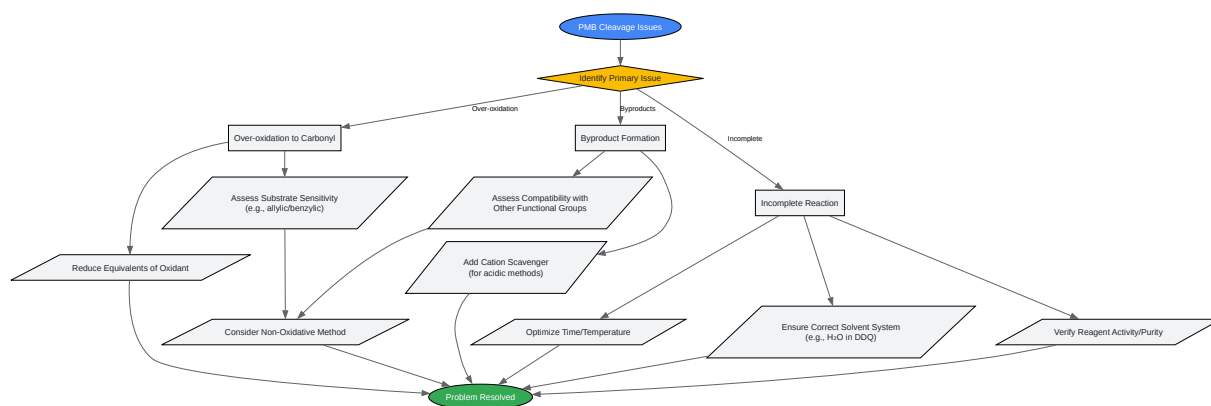 PMB Cleavage Issues
Identify Primary Issue
Over-oxidation
Byproducts
Incomplete
Over-oxidation to Carbonyl
Byproduct Formation
Assess Substrate Sensitivity
(e.g., allylic/benzylic)
Assess Compatibility with
Other Functional Groups
Incomplete Reaction
Reduce Equivalents of Oxidant
Add Cation Scavenger
(for acidic methods)
Consider Non-Oxidative Method
Optimize Time/Temperature
Ensure Correct Solvent System
(e.g., H₂O in DDQ)
Verify Reagent Activity/Purity
Problem Resolved